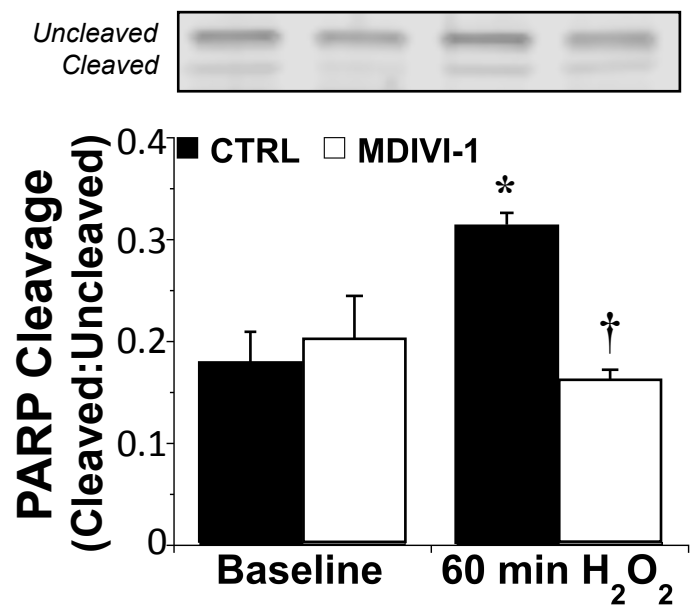 Uncleaved
Cleaved
PARP Cleavage
(Cleaved:Uncleaved)
0.4
0.3
0.2
0.1
0
CTRL MDIVI-1
*
†
Baseline 60 min H₂O₂